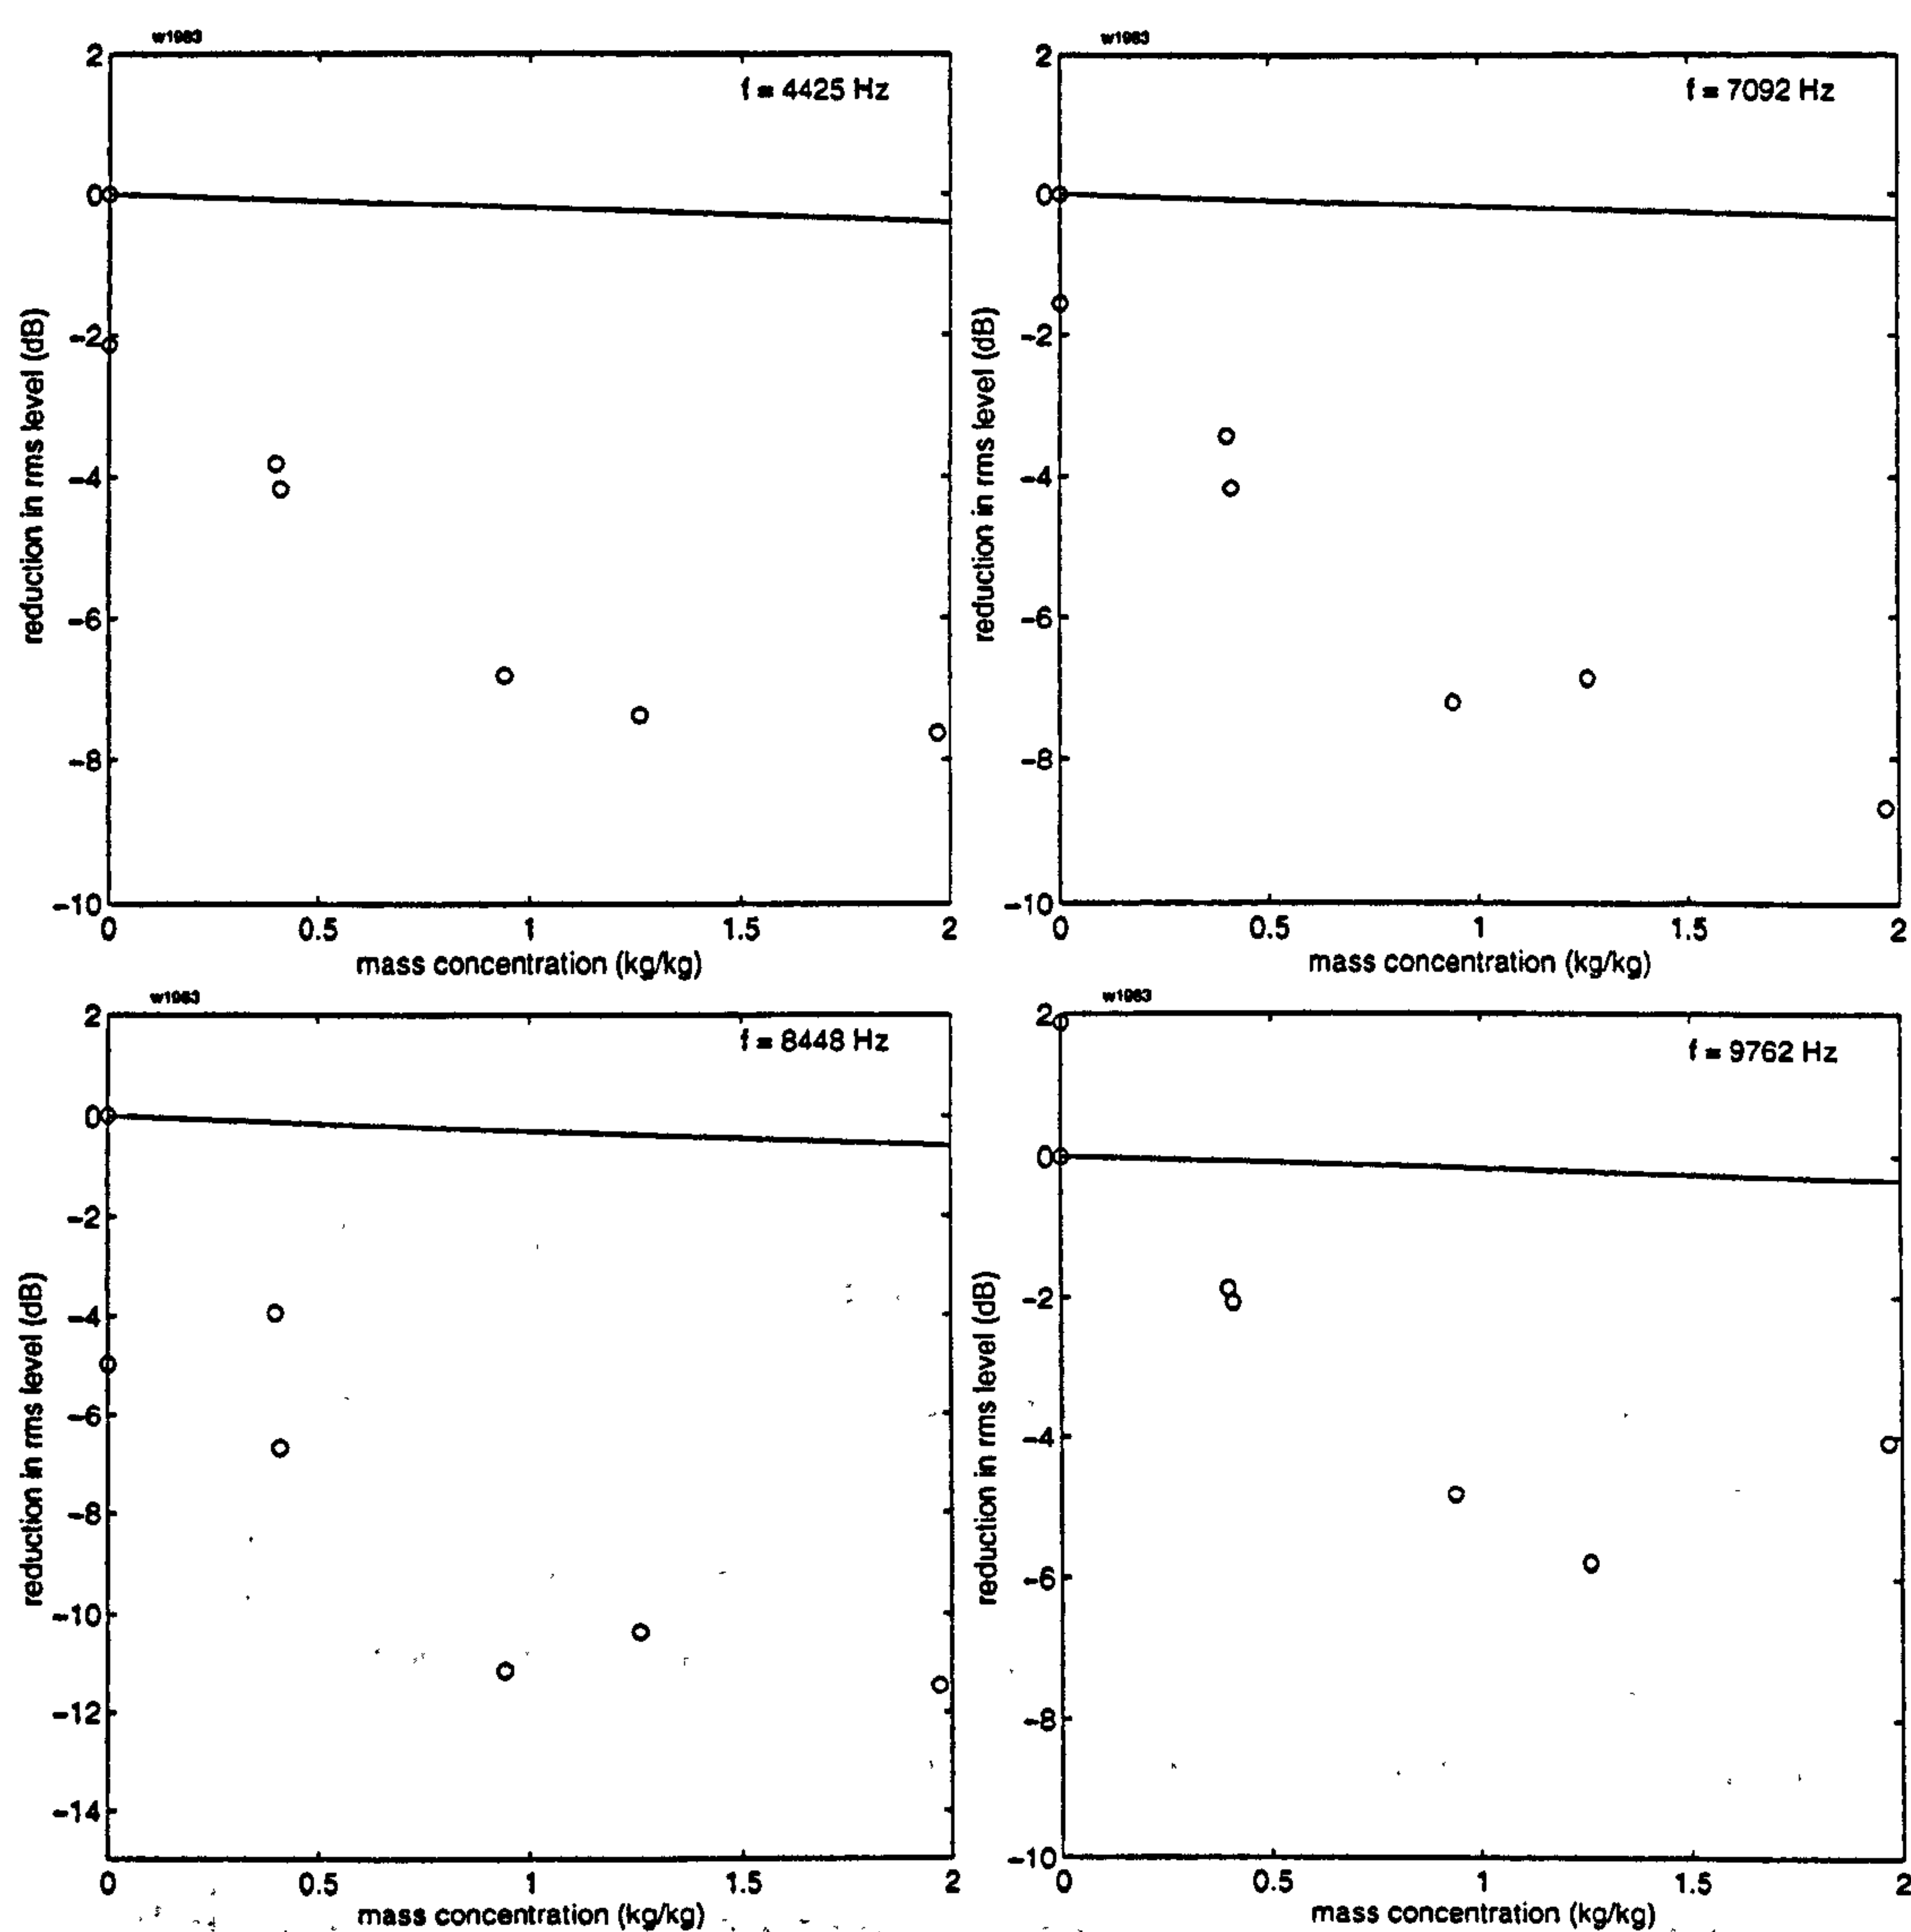 w1983
2
f = 4425 Hz
0
-2
-4
-6
-8
-10
0 0.5 1 1.5 2
reduction in rms level (dB)
mass concentration (kg/kg)
w1983
2
f = 7092 Hz
0
-2
-4
-6
-8
-10
0 0.5 1 1.5 2
reduction in rms level (dB)
mass concentration (kg/kg)
w1983
2
f = 8448 Hz
0
-2
-4
-6
-8
-10
-12
-14
0 0.5 1 1.5 2
reduction in rms level (dB)
mass concentration (kg/kg)
w1983
2
f = 9762 Hz
0
-2
-4
-6
-8
-10
0 0.5 1 1.5 2
reduction in rms level (dB)
mass concentration (kg/kg)